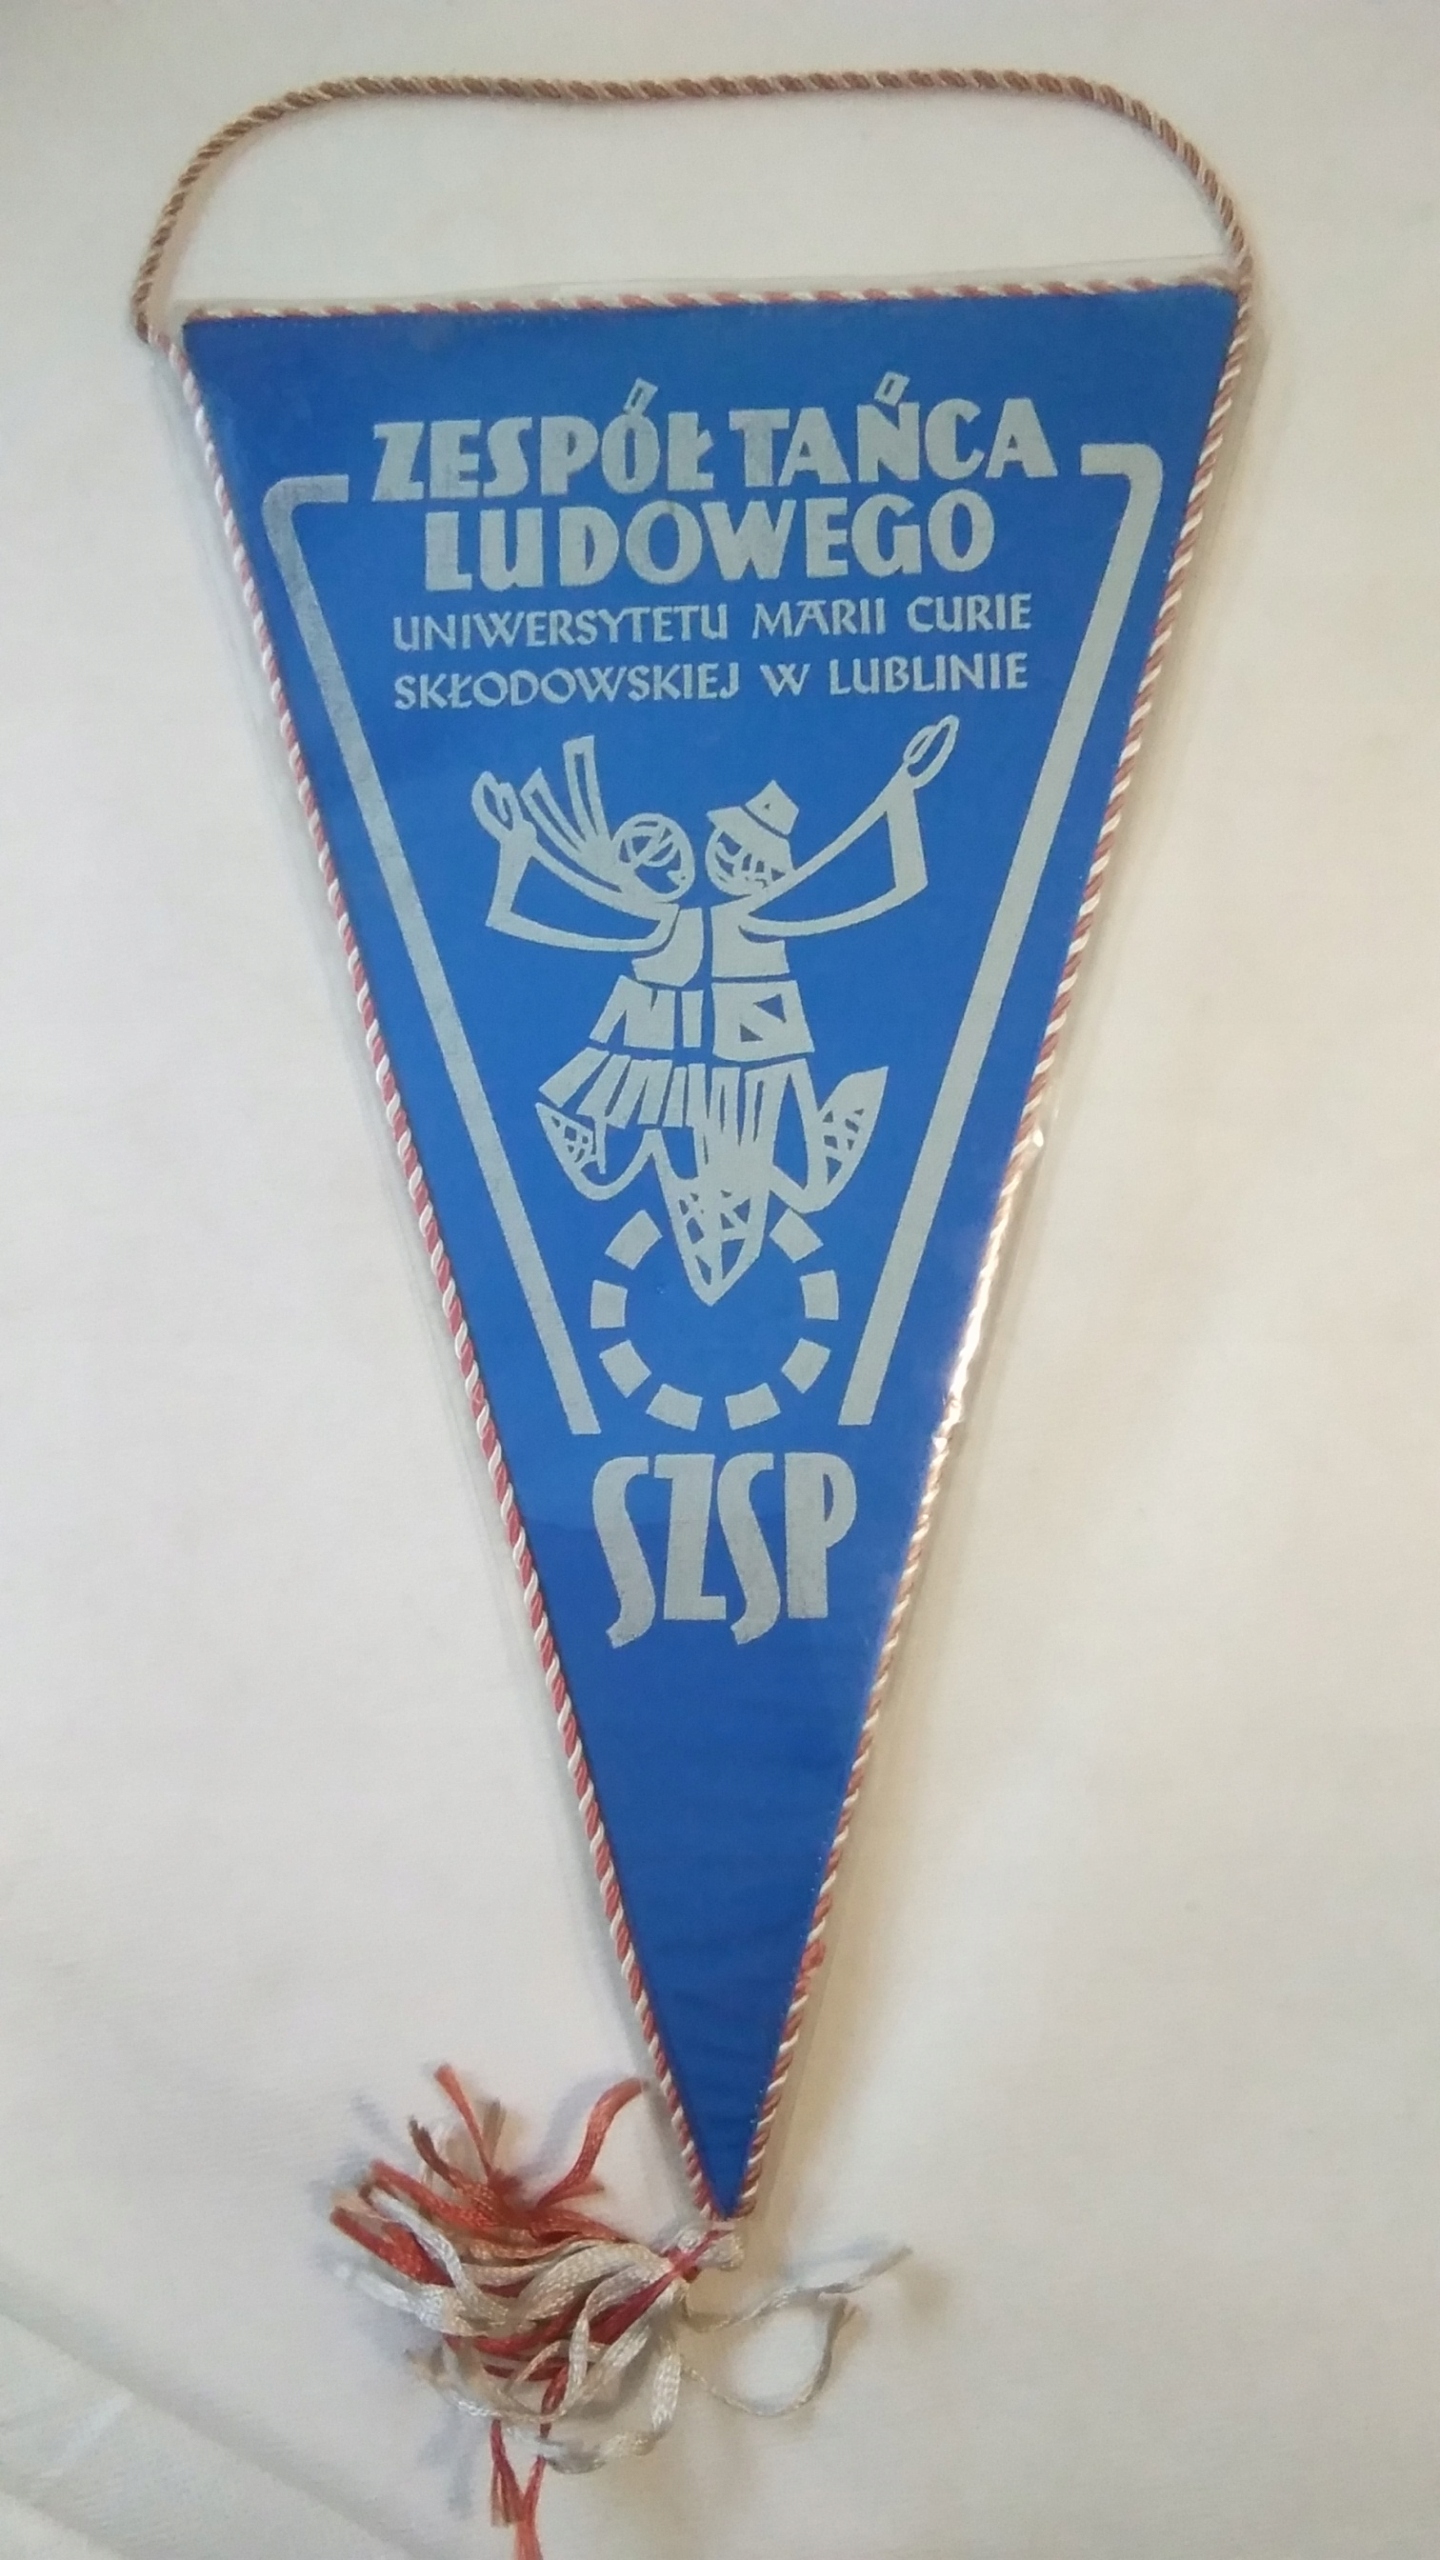 ZESPÓŁ TAŃCA
LUDOWEGO
UNIWERSYTETU MARII CURIE
SKŁODOWSKIEJ W LUBLINIE
SZSP